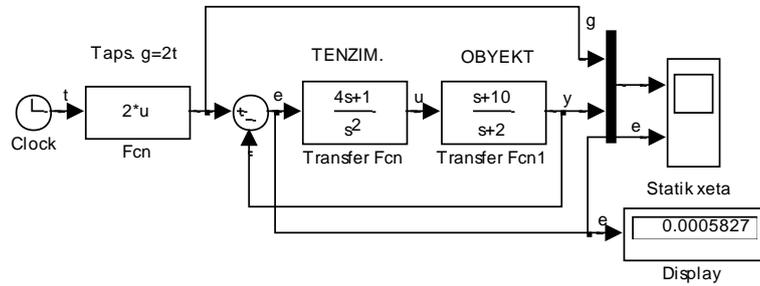 g
Taps. g=2t
TENZIM.
OBYEKT
t
2*u
e
4s+1
s2
u
s+10
s+2
y
e
Clock
Fcn
Transfer Fcn
Transfer Fcn1
Statik xeta
e
0.0005827
Display